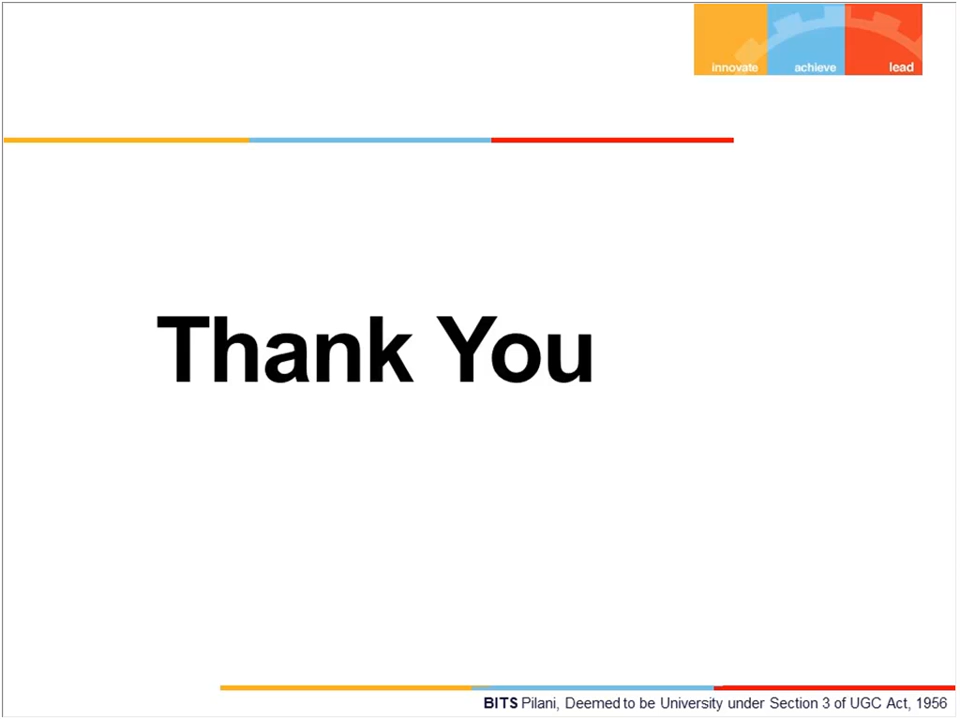 innovate achieve lead
Thank You
BITS Pilani, Deemed to be University under Section 3 of UGC Act, 1956